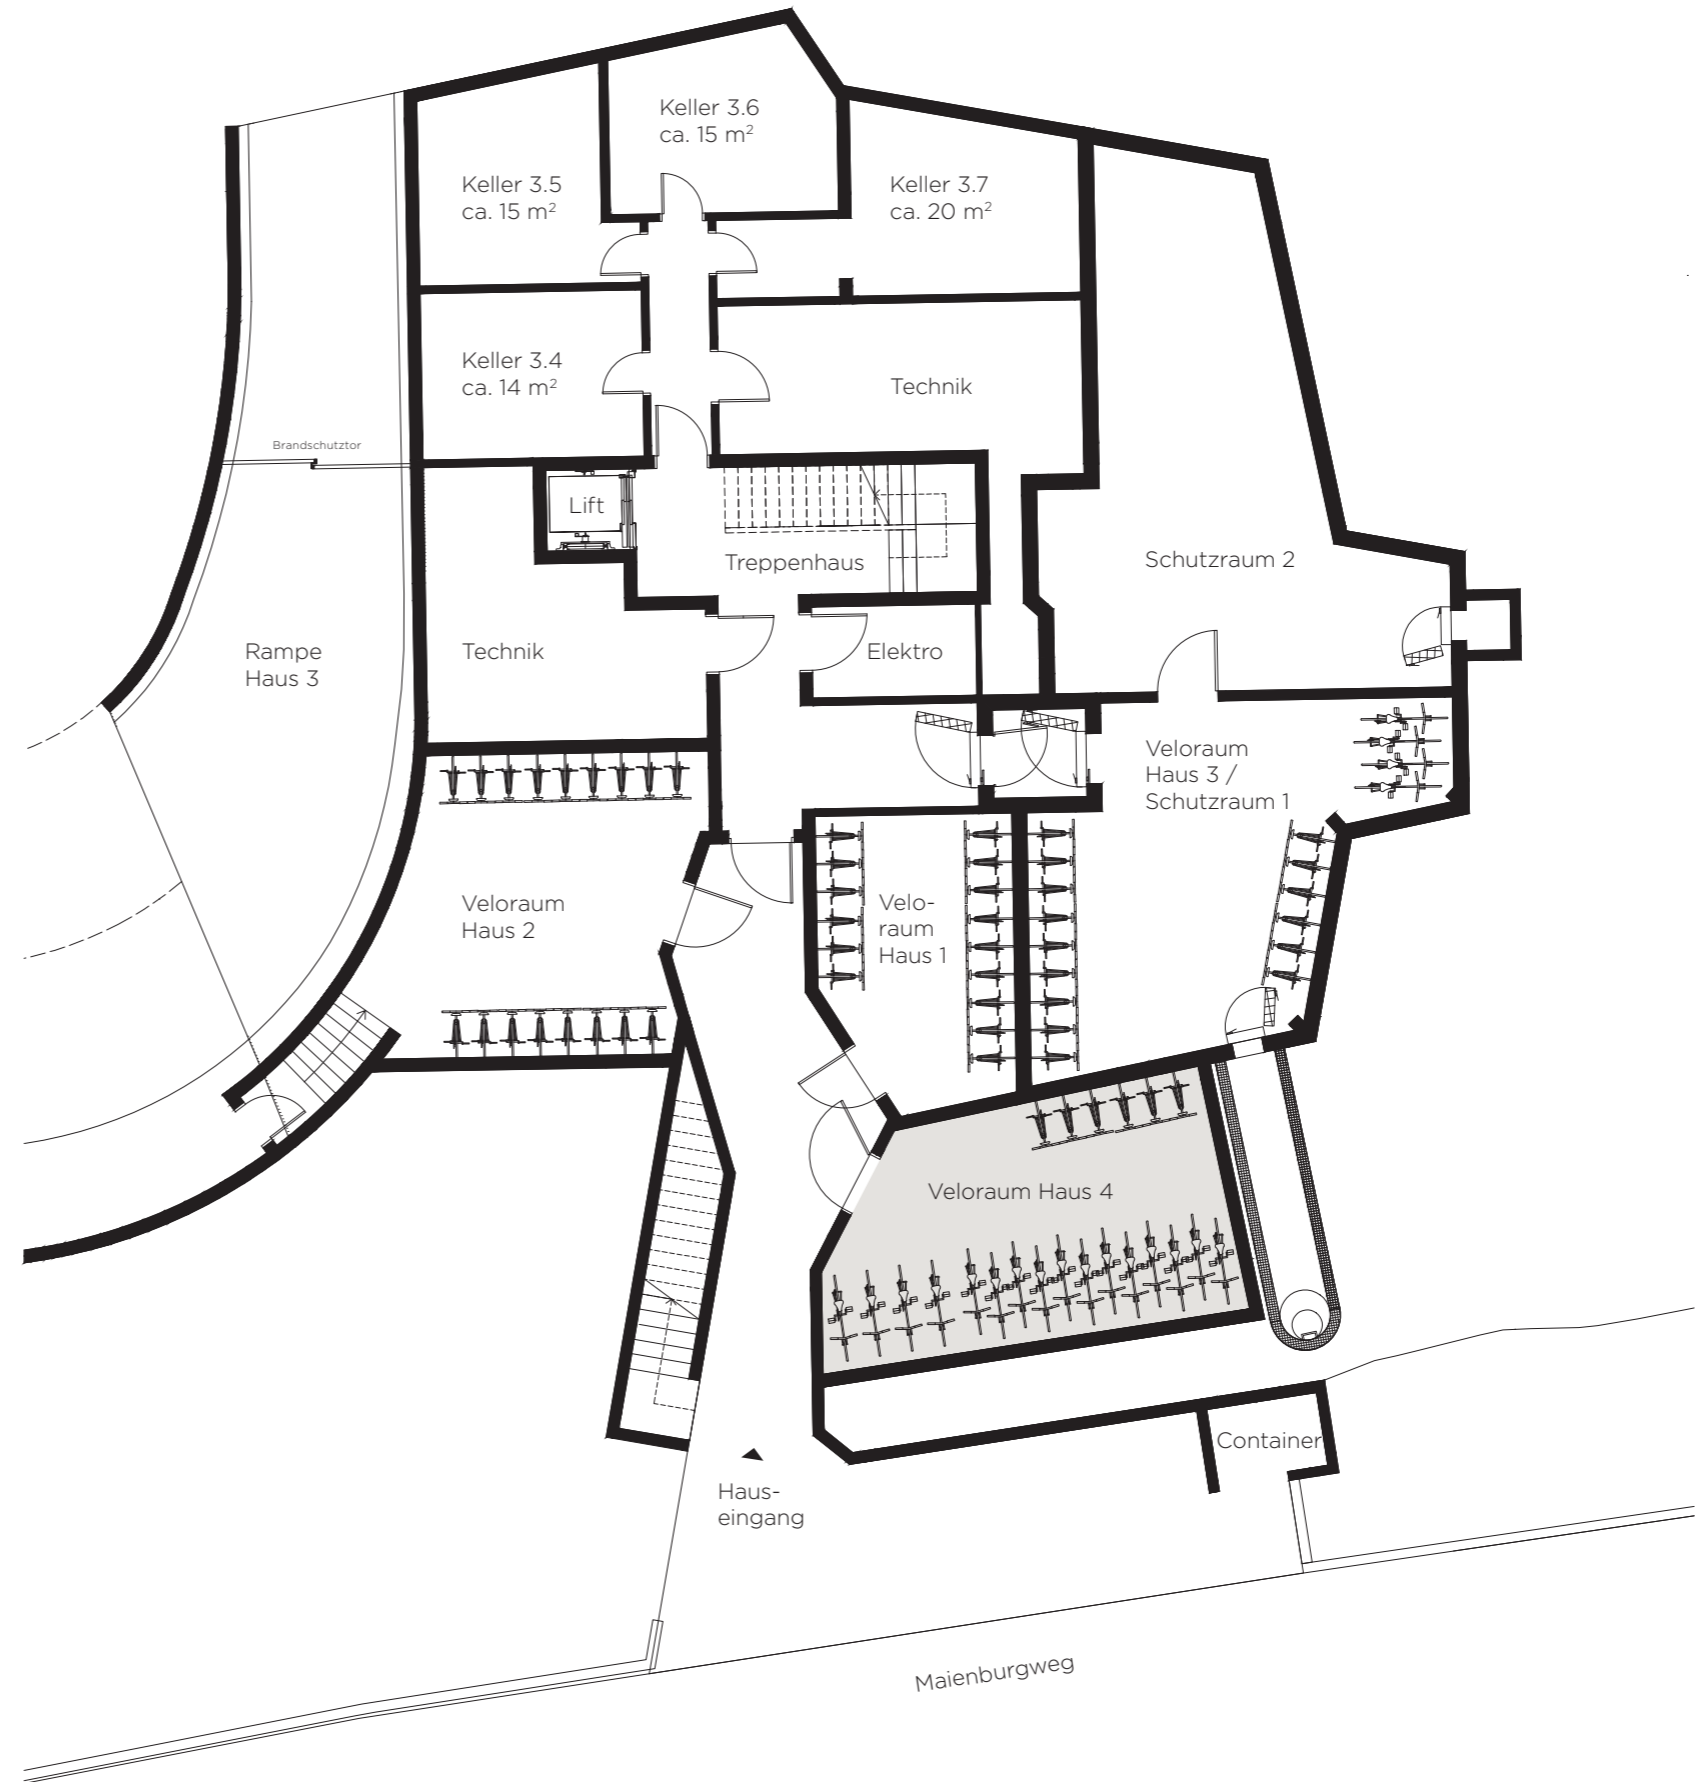 Keller 3.6
ca. 15 m²
Keller 3.5
ca. 15 m²
Keller 3.7
ca. 20 m²
Keller 3.4
ca. 14 m²
Technik
Brandschutztor
Lift
Treppenhaus
Schutzraum 2
Rampe
Haus 3
Technik
Elektro
Veloraum
Haus 3 /
Schutzraum 1
Veloraum
Haus 2
Velo-
raum
Haus 1
Veloraum Haus 4
Container
Haus-
eingang
Maienburgweg